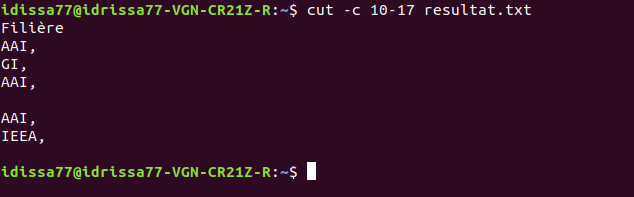 idissa77@idrissa77-VGN-CR21Z-R:~$ cut -c 10-17 resultat.txt
Filière
AAI,
GI,
AAI,
AAI,
IEEA,
idissa77@idrissa77-VGN-CR21Z-R:~$